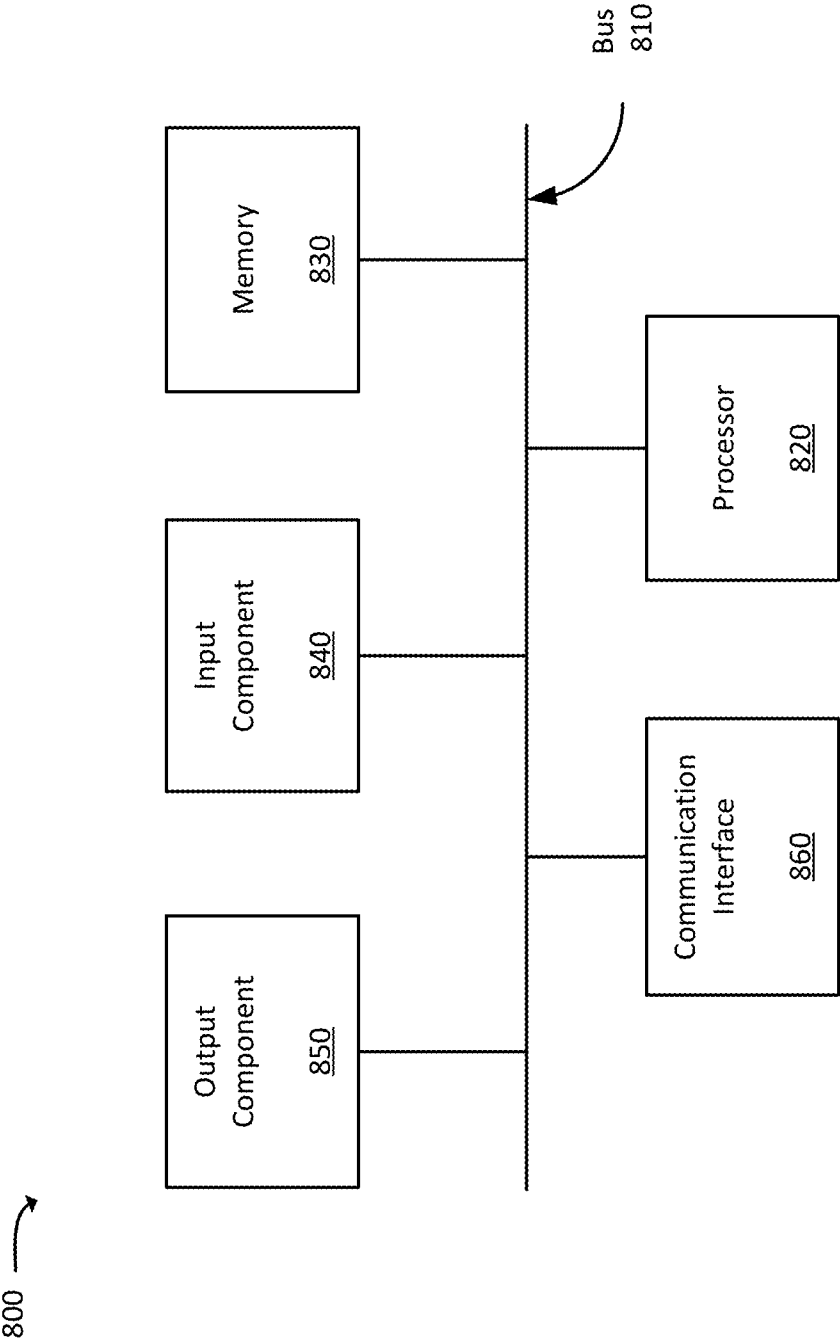 800
Output
Component
850
Input
Component
840
Memory
830
Bus
810
Communication
Interface
860
Processor
820